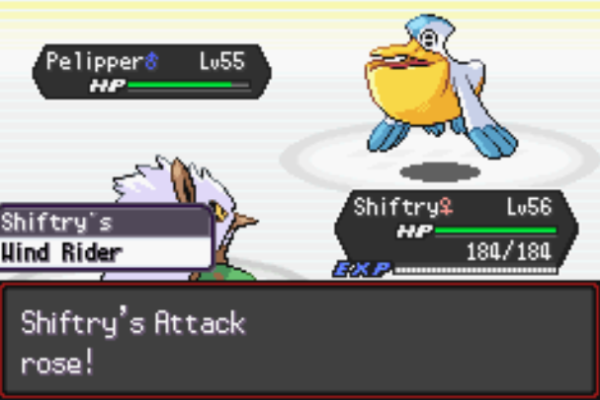 Pelipper♂ Lv55
HP
Shiftry♀ Lv56
HP
184/184
EXP
Shiftry's
Wind Rider
Shiftry's Attack
rose!